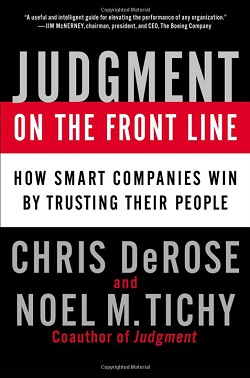 "A useful and intelligent guide for elevating the performance of any organization."
—JIM McNERNEY, chairman, president, and CEO, The Boeing Company
JUDGMENT
ON THE FRONT LINE
HOW SMART COMPANIES WIN
BY TRUSTING THEIR PEOPLE
CHRIS DeROSE
and
NOEL M. TICHY
Coauthor of Judgment